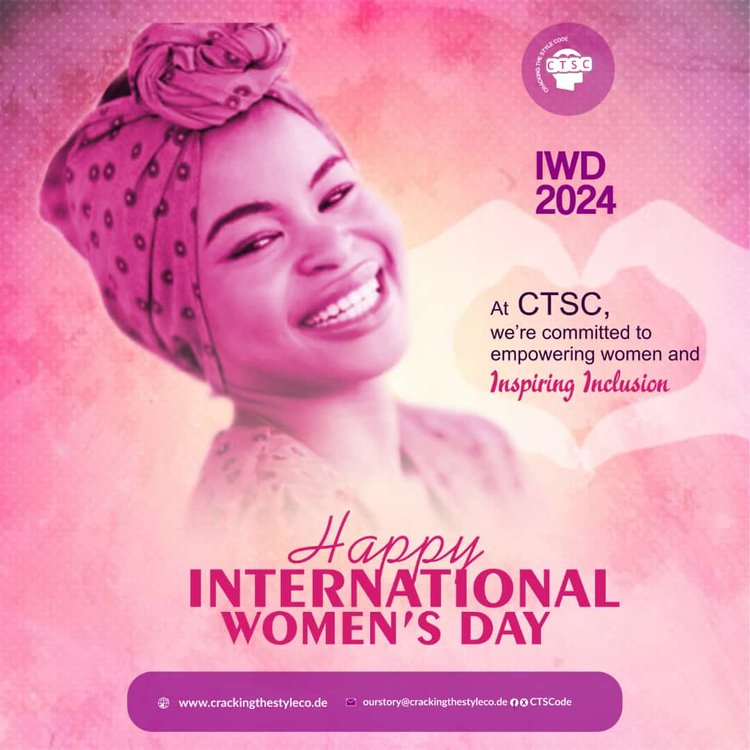 CRACKING THE STYLE CODE
CTSC
IWD
2024
At CTSC,
we're committed to
empowering women and
Inspiring Inclusion
Happy
INTERNATIONAL
WOMEN'S DAY
www.crackingthestyleco.de ourstory@crackingthestyleco.de CTSCode